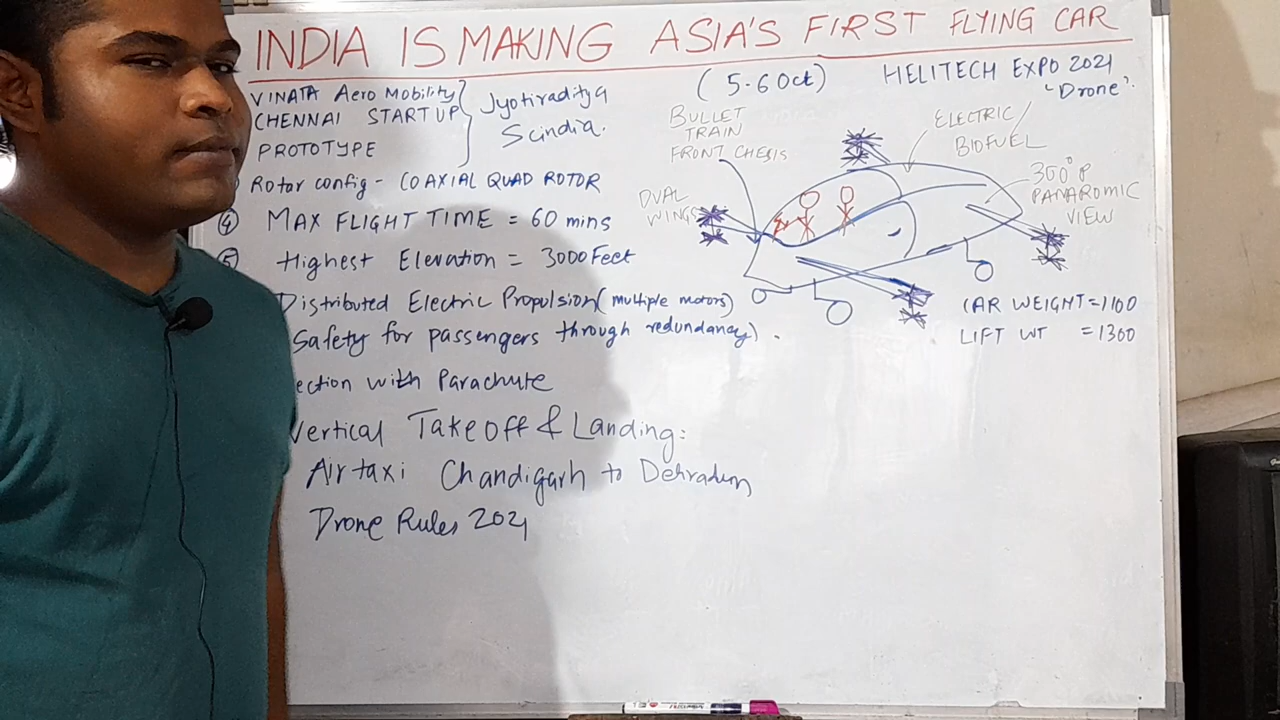 INDIA IS MAKING ASIA'S FIRST FLYING CAR
VINATA Aero Mobility
CHENNAI STARTUP
PROTOTYPE
Jyotiraditya
Scindia.
(5-6 Oct)
HELITECH EXPO 2021
"Drone".
Rotor config - COAXIAL QUAD ROTOR
④ MAX FLIGHT TIME = 60 mins
⑤ Highest Elevation = 3000 Feet
Distributed Electric Propulsion (multiple motors)
Safety for passengers through redundancy).
ection with Parachute
Vertical Takeoff & Landing:
Air taxi Chandigarh to Dehradun
Drone Rules 2021
BULLET
TRAIN
FRONT CHESIS
ELECTRIC/
BIOFUEL
DUAL
WINGS
300°P
PANAROMIC
VIEW
CAR WEIGHT = 1100
LIFT WT = 1300